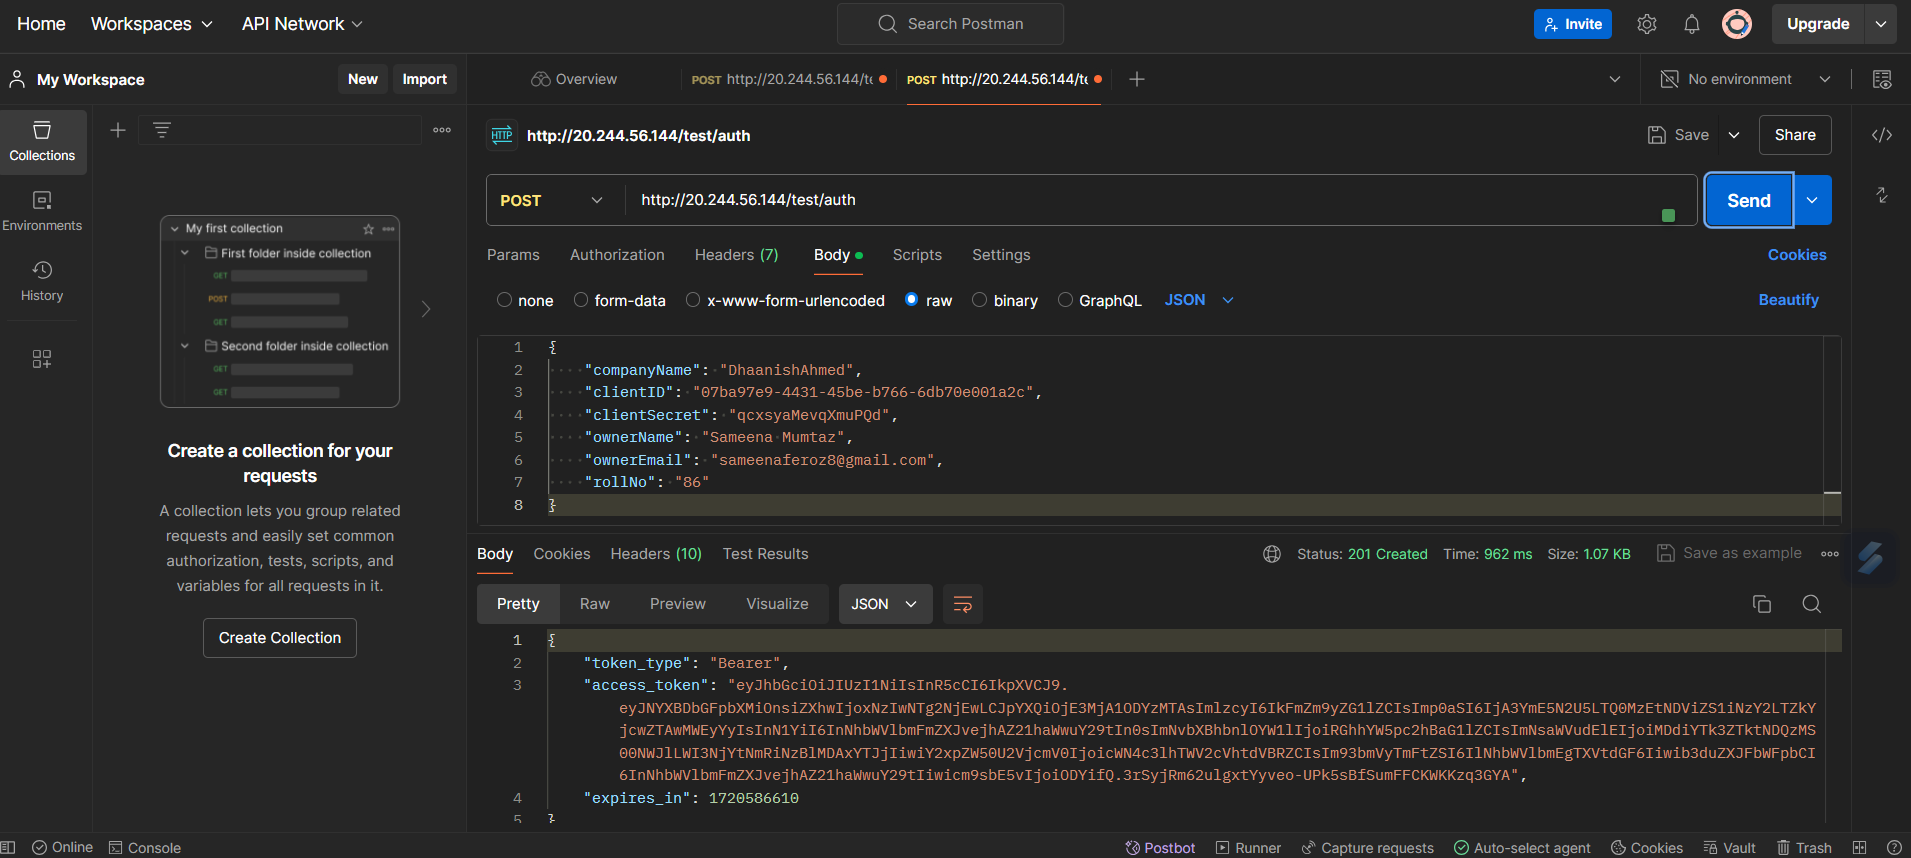 Home Workspaces API Network Search Postman Invite Upgrade
My Workspace New Import Overview POST http://20.244.56.144/te POST http://20.244.56.144/te No environment
Collections
Environments
History
My first collection
First folder inside collection
GET
POST
GET
Second folder inside collection
GET
GET
Create a collection for your
requests
A collection lets you group related
requests and easily set common
authorization, tests, scripts, and
variables for all requests in it.
Create Collection
HTTP http://20.244.56.144/test/auth Save Share
POST http://20.244.56.144/test/auth Send
Params Authorization Headers (7) Body Scripts Settings Cookies
none form-data x-www-form-urlencoded raw binary GraphQL JSON Beautify
1 {
2 "companyName": "DhaanishAhmed",
3 "clientID": "07ba97e9-4431-45be-b766-6db70e001a2c",
4 "clientSecret": "qcxsyaMevqXmuPQd",
5 "ownerName": "Sameena Mumtaz",
6 "ownerEmail": "sameenaferoz8@gmail.com",
7 "rollNo": "86"
8 }
Body Cookies Headers (10) Test Results Status: 201 Created Time: 962 ms Size: 1.07 KB Save as example
Pretty Raw Preview Visualize JSON
1 {
2 "token_type": "Bearer",
3 "access_token": "eyJhbGciOiJIUzI1NiIsInR5cCI6IkpXVCJ9.
eyJNYXBDbGFpbXMiOnsiZXhwIjoxNzIwNTg2NjEwLCJpYXQiOjE3MjA1ODYzMTAsImlzcyI6IkFmZm9yZG1lZCIsImp0aSI6IjA3YmE5N2U5LTQ0MzEtNDViZS1iNzY2LTZkY
jcwZTAwMWEyYyIsInN1YiI6InNhbWVlbmFmZXJvejhAZ21haWwuY29tIn0sImNvbXBhbnlOYW1lIjoiRGhhYW5pc2hBaG1lZCIsImNsaWVudElEIjoiMDdiYTk3ZTktNDQzMS
00NWJlLWI3NjYtNmRiNzBlMDAxYTJjIiwiY2xpZW50U2VjcmV0IjoicWN4c3lhTWV2cVhtdVBRZCIsIm93bmVyTmFtZSI6IlNhbWVlbmEgTXVtdGF6Iiwib3duZXJFbWFpbCI
6InNhbWVlbmFmZXJvejhAZ21haWwuY29tIiwicm9sbE5vIjoiODYifQ.3rSyjRm62ulgxtYyveo-UPk5sBfSumFFCKWKKzq3GYA",
4 "expires_in": 1720586610
5 }
Online Console Postbot Runner Capture requests Auto-select agent Cookies Vault Trash